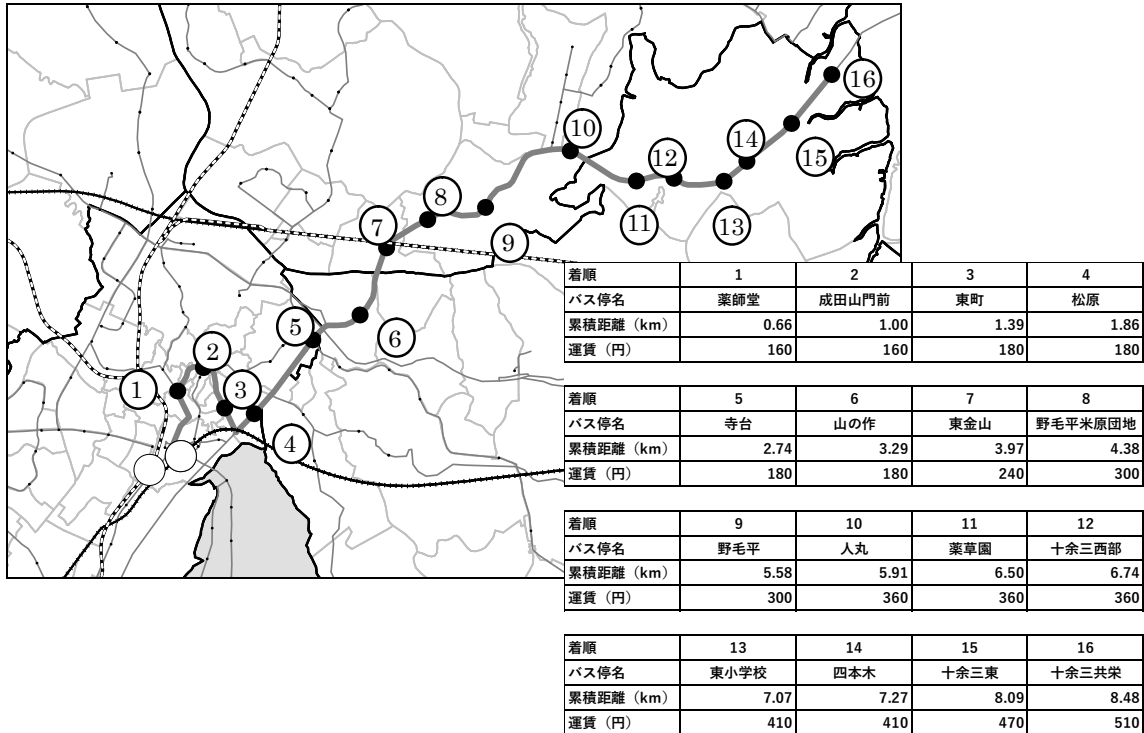 16
10
14
12
15
8
7
11
13
9
5
6
2
1
3
4
着順 1 2 3 4
バス停名 薬師堂 成田山門前 東町 松原
累積距離（km） 0.66 1.00 1.39 1.86
運賃（円） 160 160 180 180
着順 5 6 7 8
バス停名 寺台 山の作 東金山 野毛平米原団地
累積距離（km） 2.74 3.29 3.97 4.38
運賃（円） 180 180 240 300
着順 9 10 11 12
バス停名 野毛平 人丸 薬草園 十余三西部
累積距離（km） 5.58 5.91 6.50 6.74
運賃（円） 300 360 360 360
着順 13 14 15 16
バス停名 東小学校 四本木 十余三東 十余三共栄
累積距離（km） 7.07 7.27 8.09 8.48
運賃（円） 410 410 470 510